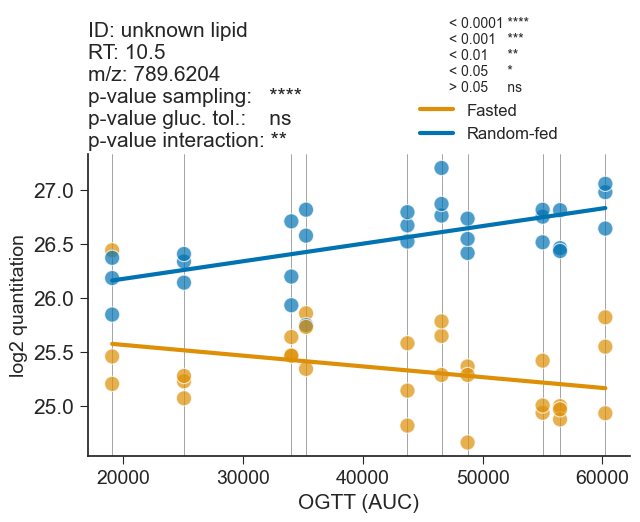 ID: unknown lipid
RT: 10.5
m/z: 789.6204
p-value sampling: ****
p-value gluc. tol.: ns
p-value interaction: **
< 0.0001 ****
< 0.001 ***
< 0.01 **
< 0.05 *
> 0.05 ns
Fasted
Random-fed
log2 quantitation
27.0
26.5
26.0
25.5
25.0
20000 30000 40000 50000 60000
OGTT (AUC)